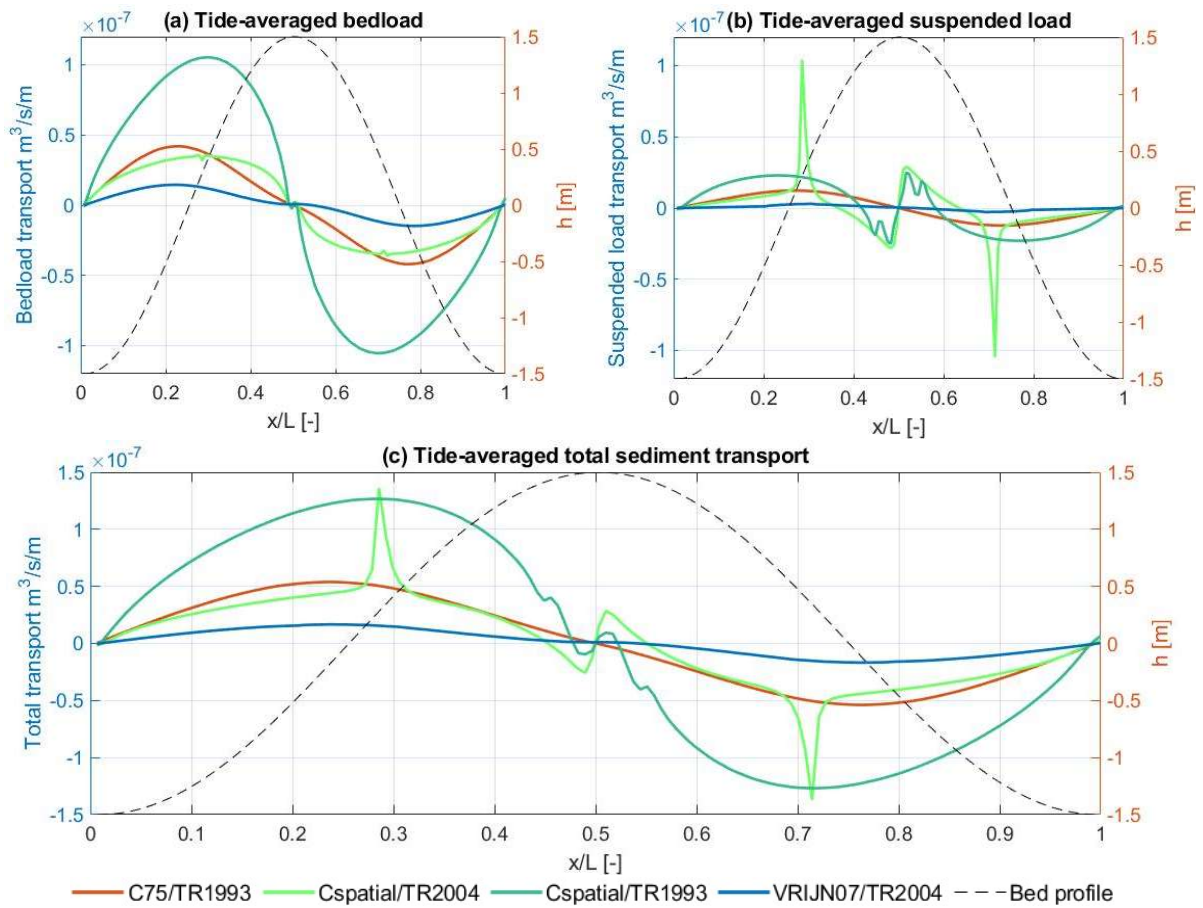 (a) Tide-averaged bedload
×10^-7
1
0.5
0
-0.5
-1
Bedload transport m^3/s/m
1.5
1
0.5
0
-0.5
-1
-1.5
h [m]
0 0.2 0.4 0.6 0.8 1
x/L [-]
(b) Tide-averaged suspended load
×10^-7
1
0.5
0
-0.5
-1
Suspended load transport m^3/s/m
1.5
1
0.5
0
-0.5
-1
-1.5
h [m]
0 0.2 0.4 0.6 0.8 1
x/L [-]
(c) Tide-averaged total sediment transport
×10^-7
1.5
1
0.5
0
-0.5
-1
-1.5
Total transport m^3/s/m
1.5
1
0.5
0
-0.5
-1
-1.5
h [m]
0 0.1 0.2 0.3 0.4 0.5 0.6 0.7 0.8 0.9 1
x/L [-]
C75/TR1993 Cspatial/TR2004 Cspatial/TR1993 VRIJN07/TR2004 Bed profile